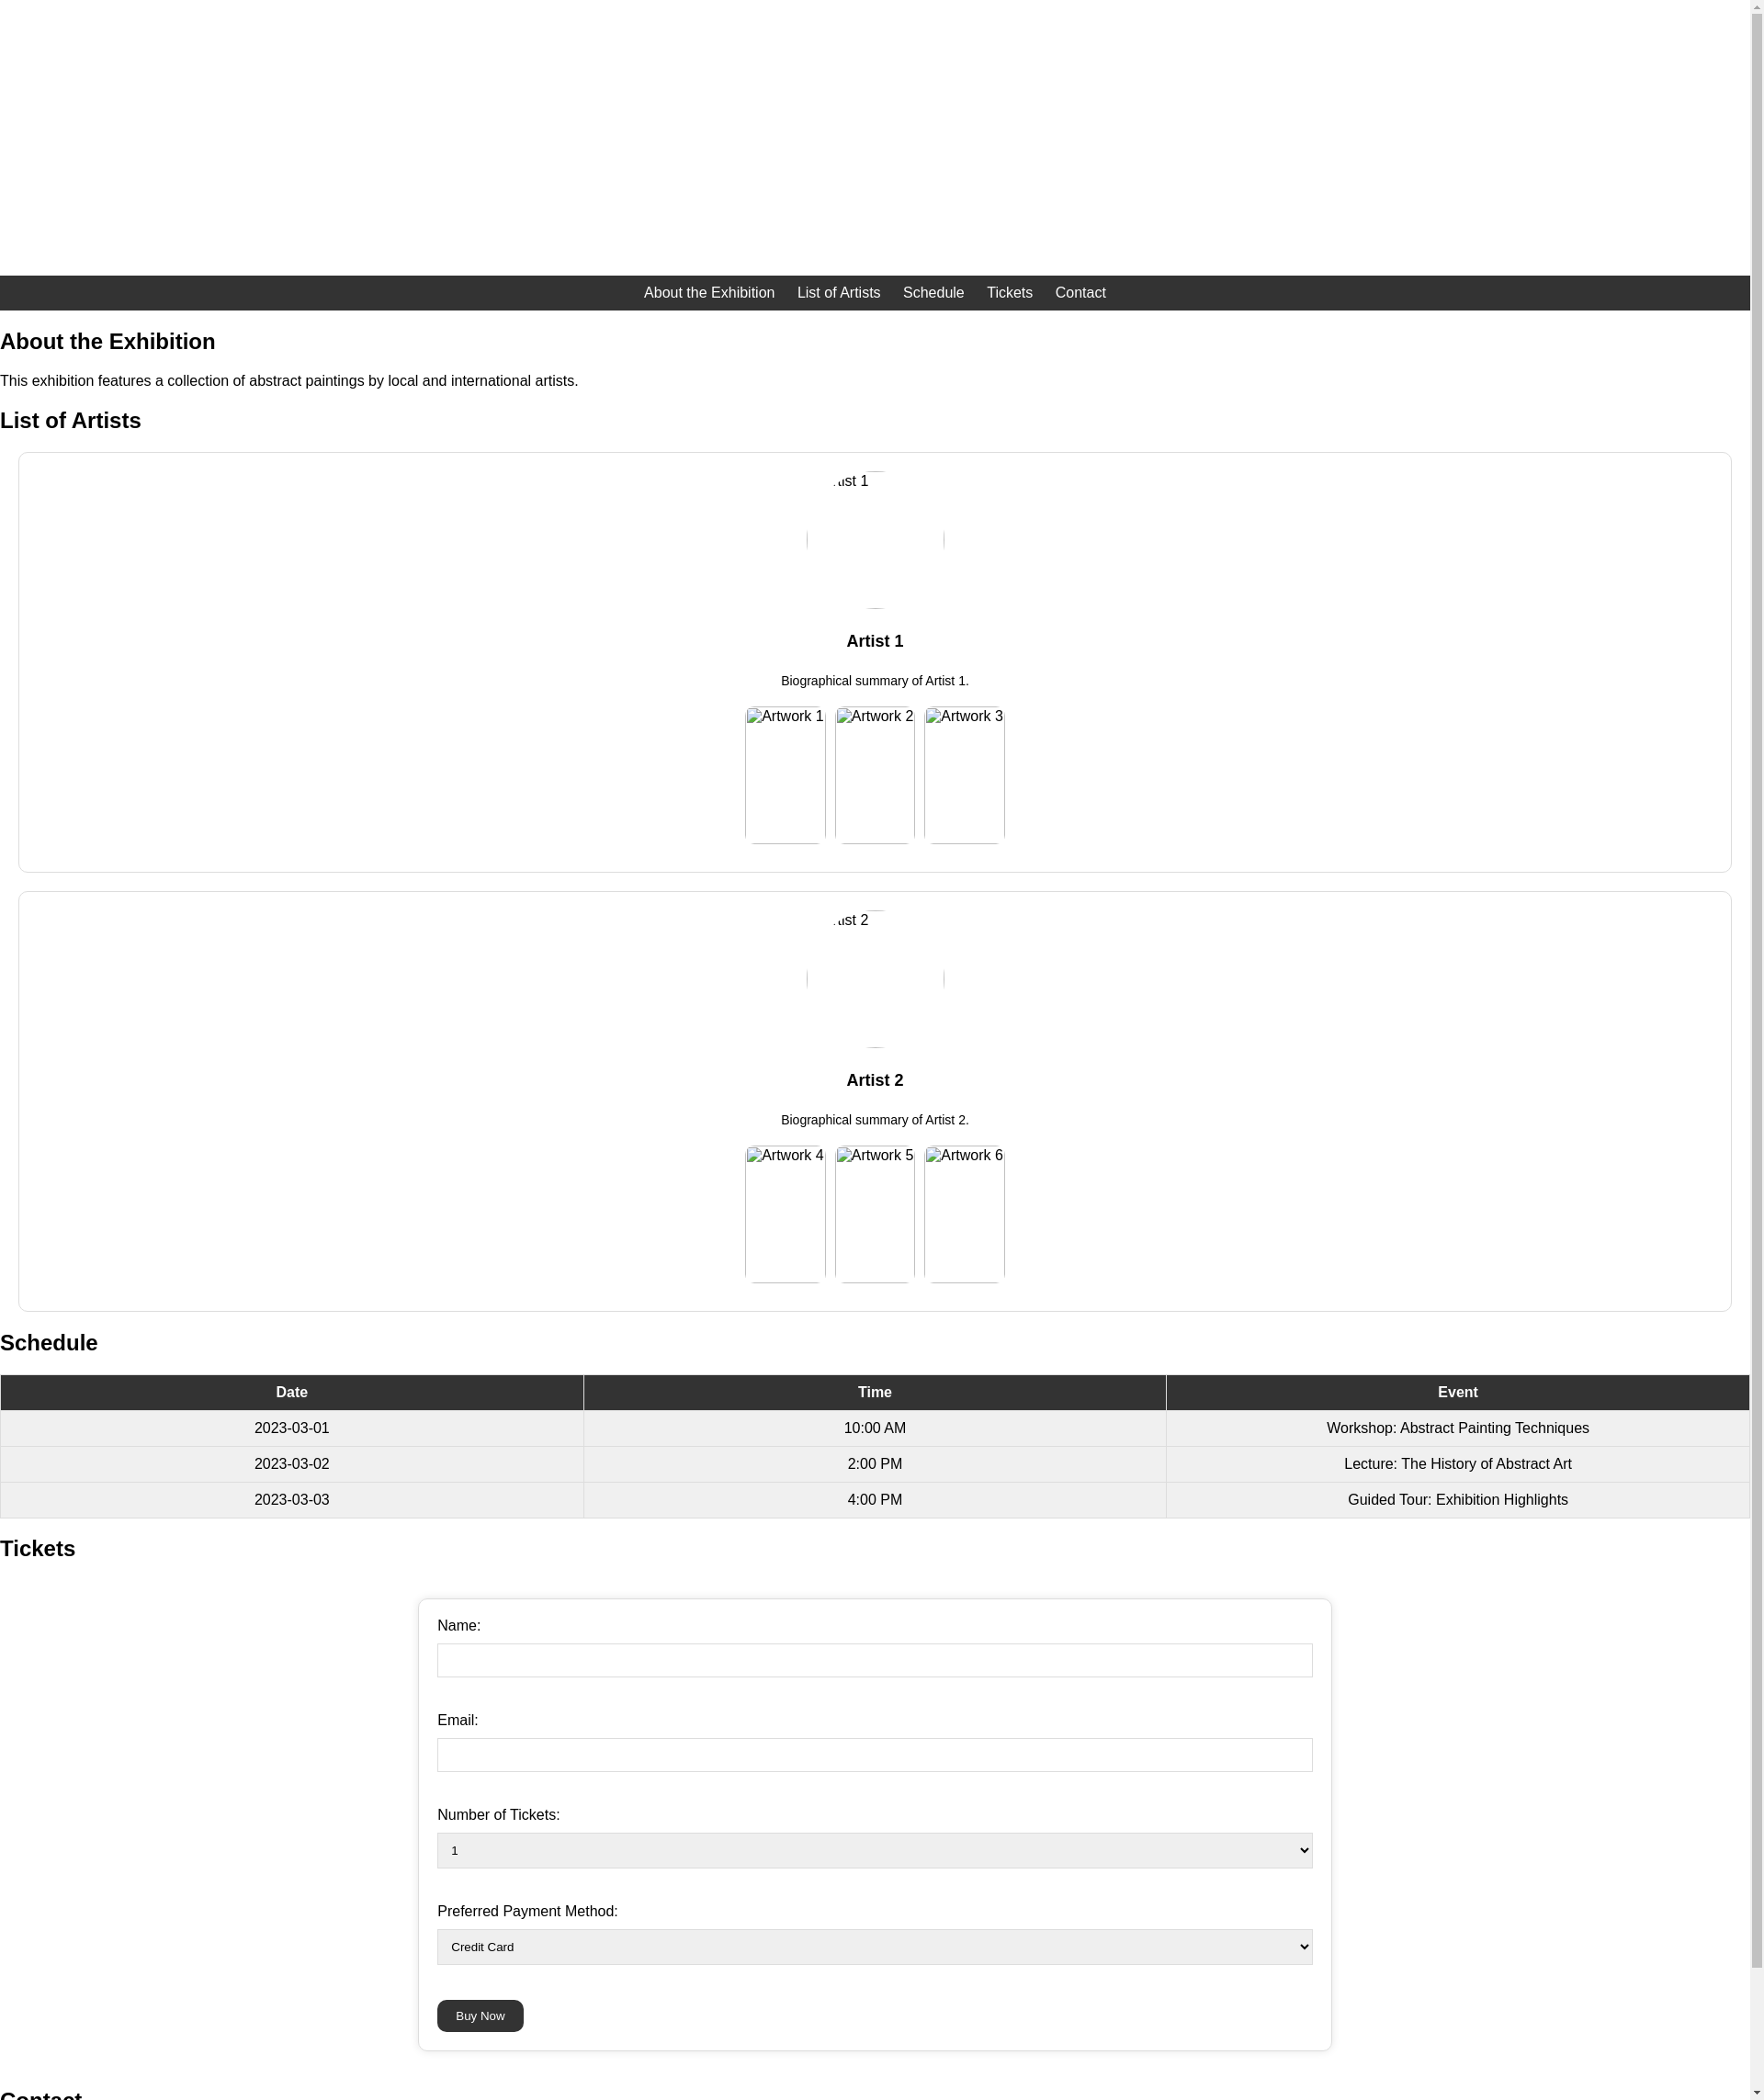 About the Exhibition List of Artists Schedule Tickets Contact
About the Exhibition
This exhibition features a collection of abstract paintings by local and international artists.
List of Artists
ist 1
Artist 1
Biographical summary of Artist 1.
Artwork 1 Artwork 2 Artwork 3
ist 2
Artist 2
Biographical summary of Artist 2.
Artwork 4 Artwork 5 Artwork 6
Schedule
Date Time Event
2023-03-01 10:00 AM Workshop: Abstract Painting Techniques
2023-03-02 2:00 PM Lecture: The History of Abstract Art
2023-03-03 4:00 PM Guided Tour: Exhibition Highlights
Tickets
Name:
Email:
Number of Tickets:
1
Preferred Payment Method:
Credit Card
Buy Now
Contact